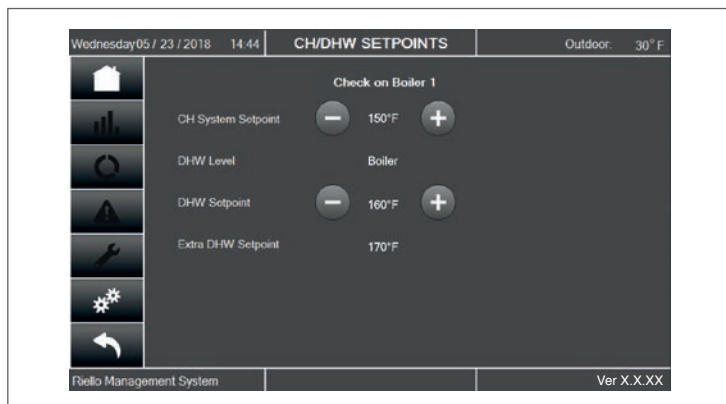 Wednesday05 / 23 / 2018 14:44 CH/DHW SETPOINTS Outdoor: 30°F
Check on Boiler 1
CH System Setpoint − 150°F +
DHW Level Boiler
DHW Setpoint − 160°F +
Extra DHW Setpoint 170°F
Riello Management System Ver X.X.XX